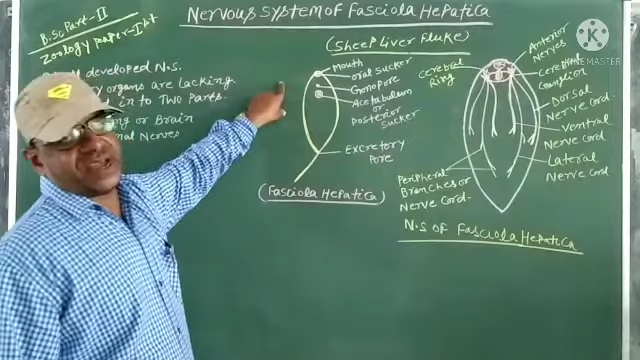 Nervous System of Fasciola Hepatica
B.Sc Part-II
Zoology Paper-I
(Sheep Liver Fluke)
developed N.S.
organs are lacking
in to Two Parts.
or Brain
Nerves
Mouth
oral sucker
Gonopore
Acetabulum
or
Posterior
Sucker
Excretory
Pore
(Fasciola Hepatica)
Cerebral
Ring
Anterior
Nerves
Ganglion
Dorsal
Nerve Cord
Ventral
Nerve Cord
Lateral
Nerve Cord
Peripheral
Branches or
Nerve Cord-
N.S of Fasciola Hepatica
KINEMASTER